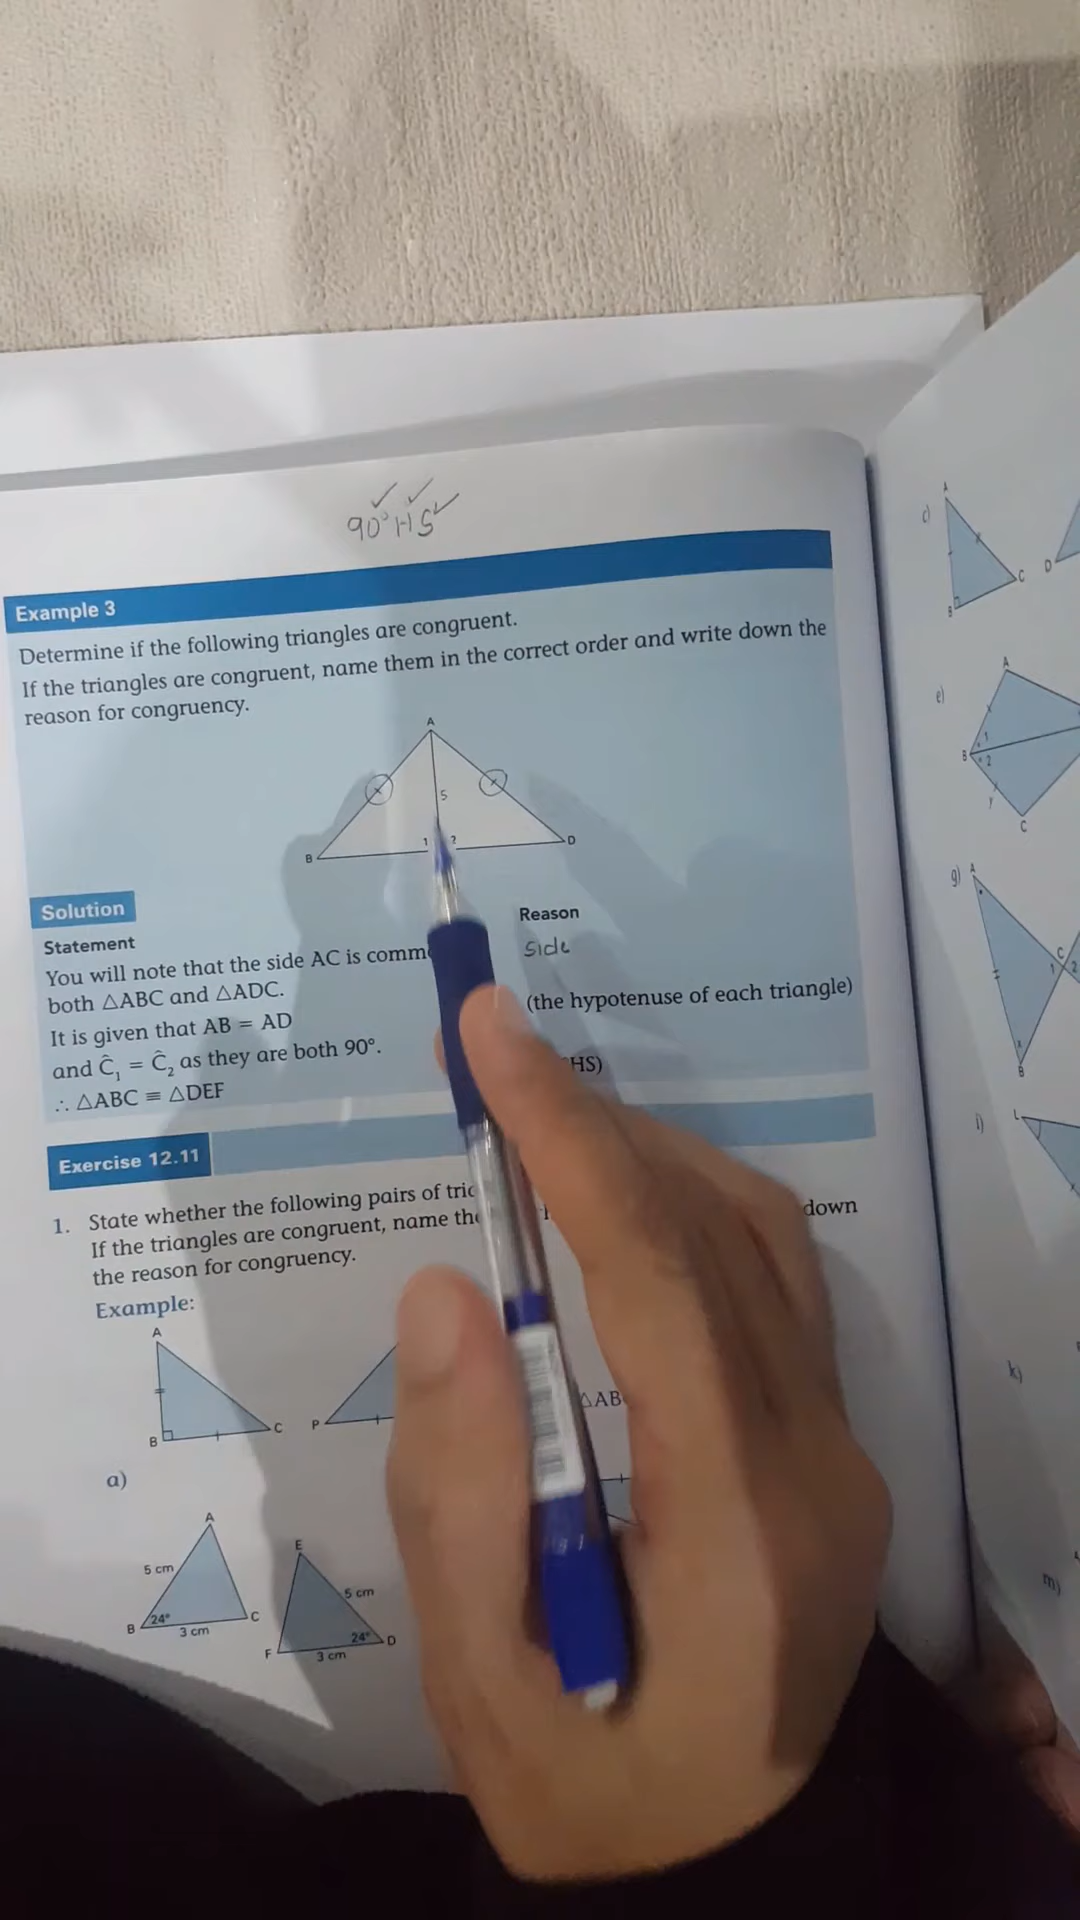 90° H S
Example 3
Determine if the following triangles are congruent.
If the triangles are congruent, name them in the correct order and write down the
reason for congruency.
A
S
1 2
B D
Solution
Statement Reason
You will note that the side AC is comm side
both △ABC and △ADC.
It is given that AB = AD (the hypotenuse of each triangle)
and Ĉ₁ = Ĉ₂ as they are both 90°.
∴ △ABC ≡ △DEF HS)
Exercise 12.11
1. State whether the following pairs of
If the triangles are congruent, name down
the reason for congruency.
Example:
A
B C P △AB
a)
A
5 cm
B 24° C
3 cm
E
5 cm
F 24° D
3 cm
c)
A
B C D
e)
A
B 1
2
y
C
g)
A
C
1 2
x
B
i)
L
k)
m)